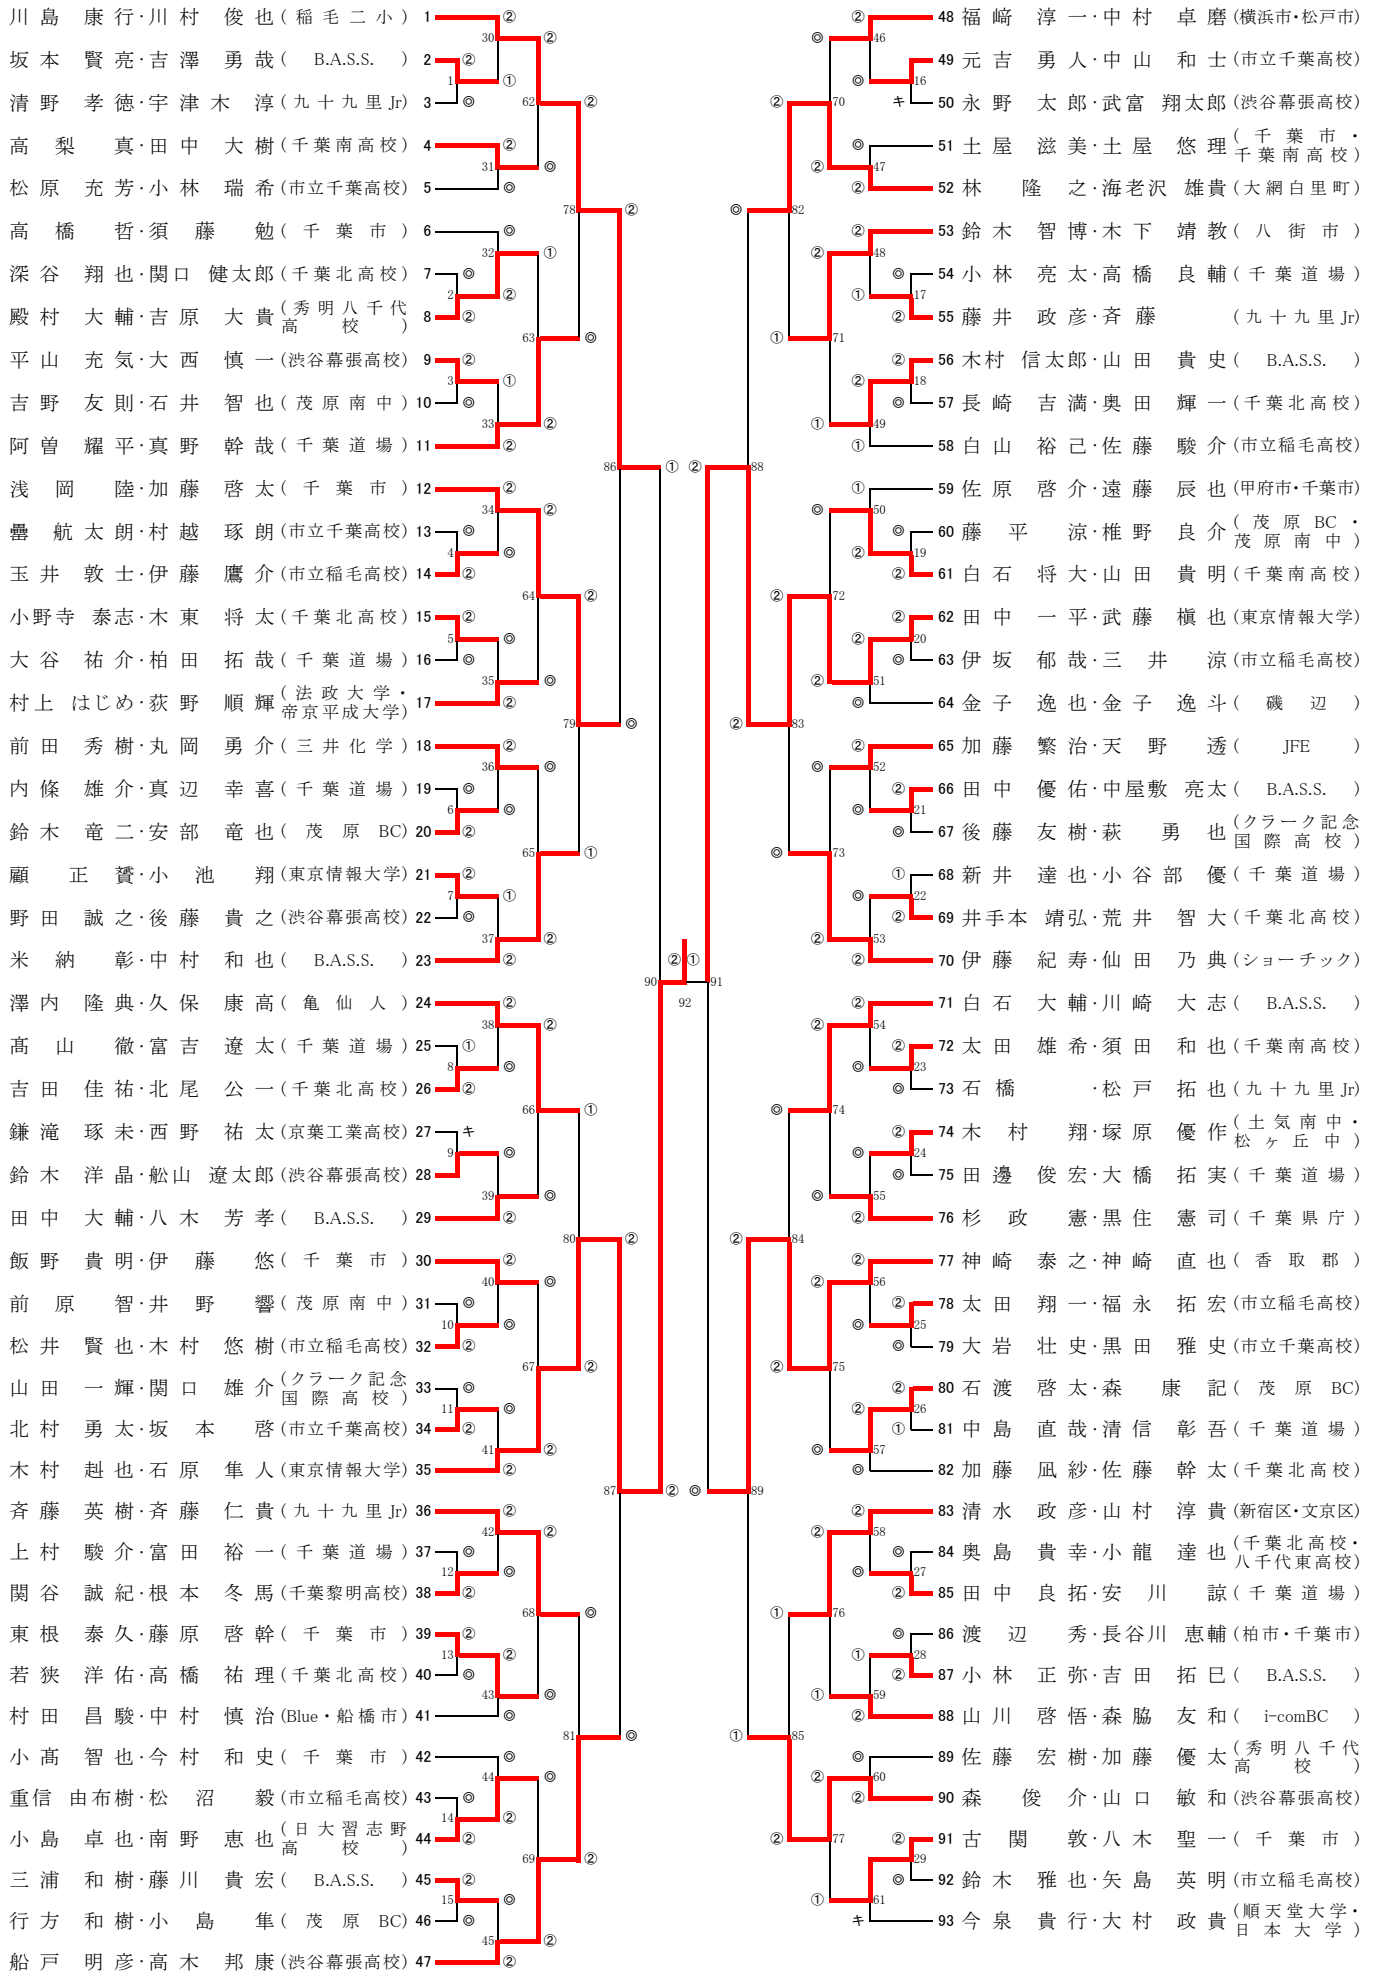 川島 康行・川村 俊也 (稲毛二小) 1
坂本 賢亮・吉澤 勇哉 ( B.A.S.S. ) 2
清野 孝徳・宇津木 淳 (九十九里Jr) 3
高梨 真・田中 大樹 (千葉南高校) 4
松原 充芳・小林 瑞希 (市立千葉高校) 5
高橋 哲・須藤 勉 (千葉市) 6
深谷 翔也・関口 健太郎 (千葉北高校) 7
殿村 大輔・吉原 大貴 (秀明八千代高校) 8
平山 充気・大西 慎一 (渋谷幕張高校) 9
吉野 友則・石井 智也 (茂原南中) 10
阿曽 耀平・真野 幹哉 (千葉道場) 11
浅岡 陸・加藤 啓太 (千葉市) 12
航太朗・村越 琢朗 (市立千葉高校) 13
玉井 敦士・伊藤 鷹介 (市立稲毛高校) 14
小野寺 泰志・木東 将太 (千葉北高校) 15
大谷 祐介・柏田 拓哉 (千葉道場) 16
村上 はじめ・荻野 順輝 (法政大学・帝京平成大学) 17
前田 秀樹・丸岡 勇介 (三井化学) 18
内條 雄介・真辺 幸喜 (千葉道場) 19
鈴木 竜二・安部 竜也 (茂原BC) 20
顧 正贇・小池 翔 (東京情報大学) 21
野田 誠之・後藤 貴之 (渋谷幕張高校) 22
米納 彰・中村 和也 ( B.A.S.S. ) 23
澤内 隆典・久保 康高 (亀仙人) 24
髙山 徹・富吉 遼太 (千葉道場) 25
吉田 佳祐・北尾 公一 (千葉北高校) 26
鎌滝 琢未・西野 祐太 (京葉工業高校) 27
鈴木 洋晶・舩山 遼太郎 (渋谷幕張高校) 28
田中 大輔・八木 芳孝 ( B.A.S.S. ) 29
飯野 貴明・伊藤 悠 (千葉市) 30
前原 智・井野 響 (茂原南中) 31
松井 賢也・木村 悠樹 (市立稲毛高校) 32
山田 一輝・関口 雄介 (クラーク記念国際高校) 33
北村 勇太・坂本 啓 (市立千葉高校) 34
木村 赳也・石原 隼人 (東京情報大学) 35
斉藤 英樹・斉藤 仁貴 (九十九里Jr) 36
上村 駿介・富田 裕一 (千葉道場) 37
関谷 誠紀・根本 冬馬 (千葉黎明高校) 38
東根 泰久・藤原 啓幹 (千葉市) 39
若狭 洋佑・高橋 祐理 (千葉北高校) 40
村田 昌駿・中村 慎治 (Blue・船橋市) 41
小髙 智也・今村 和史 (千葉市) 42
重信 由布樹・松沼 毅 (市立稲毛高校) 43
小島 卓也・南野 恵也 (日大習志野高校) 44
三浦 和樹・藤川 貴宏 ( B.A.S.S. ) 45
行方 和樹・小島 隼 (茂原BC) 46
船戸 明彦・高木 邦康 (渋谷幕張高校) 47
48 福﨑 淳一・中村 卓磨 (横浜市・松戸市)
49 元吉 勇人・中山 和士 (市立千葉高校)
50 永野 太郎・武富 翔太郎 (渋谷幕張高校)
51 土屋 滋美・土屋 悠理 (千葉市・千葉南高校)
52 林 隆之・海老沢 雄貴 (大網白里町)
53 鈴木 智博・木下 靖教 (八街市)
54 小林 亮太・高橋 良輔 (千葉道場)
55 藤井 政彦・斉藤 (九十九里Jr)
56 木村 信太郎・山田 貴史 ( B.A.S.S. )
57 長崎 吉満・奥田 輝一 (千葉北高校)
58 白山 裕己・佐藤 駿介 (市立稲毛高校)
59 佐原 啓介・遠藤 辰也 (甲府市・千葉市)
60 藤平 涼・椎野 良介 (茂原BC・茂原南中)
61 白石 将大・山田 貴明 (千葉南高校)
62 田中 一平・武藤 槇也 (東京情報大学)
63 伊坂 郁哉・三井 涼 (市立稲毛高校)
64 金子 逸也・金子 逸斗 (磯辺)
65 加藤 繁治・天野 透 ( JFE )
66 田中 優佑・中屋敷 亮太 ( B.A.S.S. )
67 後藤 友樹・萩 勇也 (クラーク記念国際高校)
68 新井 達也・小谷部 優 (千葉道場)
69 井手本 靖弘・荒井 智大 (千葉北高校)
70 伊藤 紀寿・仙田 乃典 (ショーチック)
71 白石 大輔・川崎 大志 ( B.A.S.S. )
72 太田 雄希・須田 和也 (千葉南高校)
73 石橋 ・松戸 拓也 (九十九里Jr)
74 木村 翔・塚原 優作 (土気南中・松ヶ丘中)
75 田邊 俊宏・大橋 拓実 (千葉道場)
76 杉 政憲・黒住 憲司 (千葉県庁)
77 神崎 泰之・神崎 直也 (香取郡)
78 太田 翔一・福永 拓宏 (市立稲毛高校)
79 大岩 壮史・黒田 雅史 (市立千葉高校)
80 石渡 啓太・森 康記 (茂原BC)
81 中島 直哉・清信 彰吾 (千葉道場)
82 加藤 凪紗・佐藤 幹太 (千葉北高校)
83 清水 政彦・山村 淳貴 (新宿区・文京区)
84 奥島 貴幸・小龍 達也 (千葉北高校・八千代東高校)
85 田中 良拓・安川 諒 (千葉道場)
86 渡辺 秀・長谷川 恵輔 (柏市・千葉市)
87 小林 正弥・吉田 拓巳 ( B.A.S.S. )
88 山川 啓悟・森脇 友和 ( i-comBC )
89 佐藤 宏樹・加藤 優太 (秀明八千代高校)
90 森 俊介・山口 敏和 (渋谷幕張高校)
91 古関 敦・八木 聖一 (千葉市)
92 鈴木 雅也・矢島 英明 (市立稲毛高校)
93 今泉 貴行・大村 政貴 (順天堂大学・日本大学)